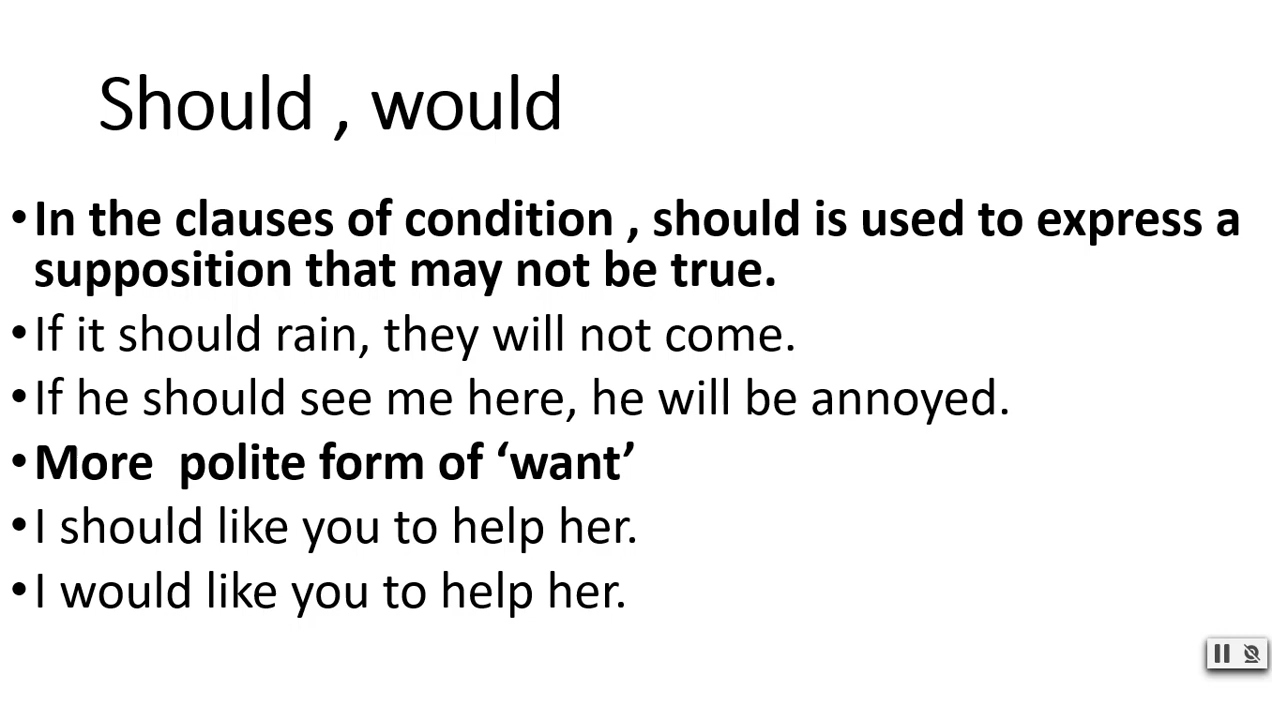 Should , would
•In the clauses of condition , should is used to express a
supposition that may not be true.
•If it should rain, they will not come.
•If he should see me here, he will be annoyed.
•More  polite form of ‘want’
•I should like you to help her.
•I would like you to help her.